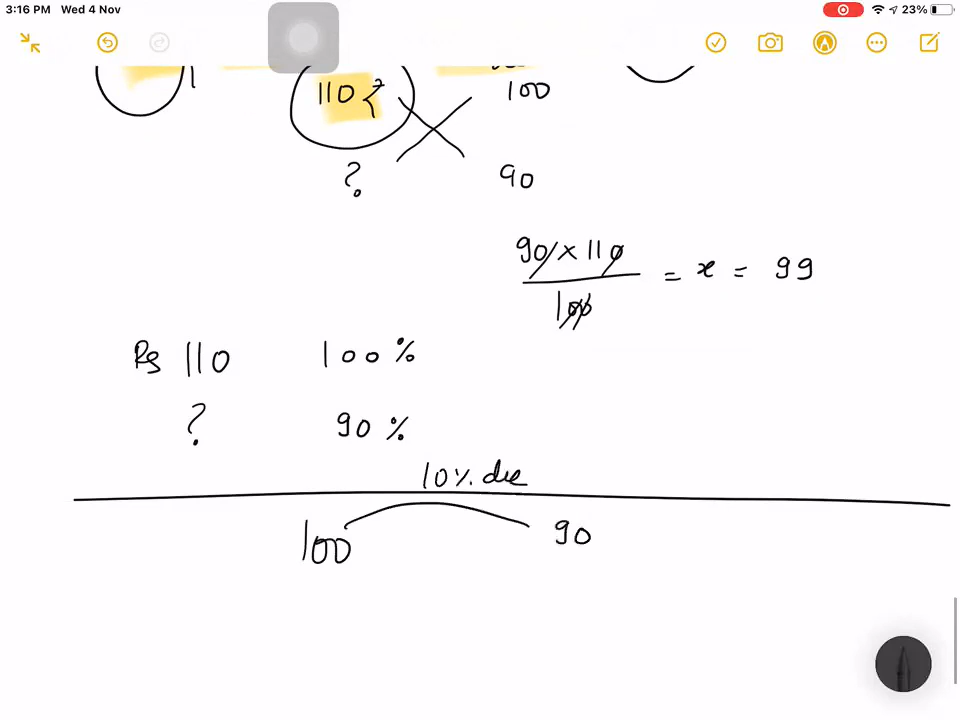 3:16 PM Wed 4 Nov 23%
110 100
? 90
90 x 110
= x = 99
100
Rs 110 100%
? 90%
10%
100 90